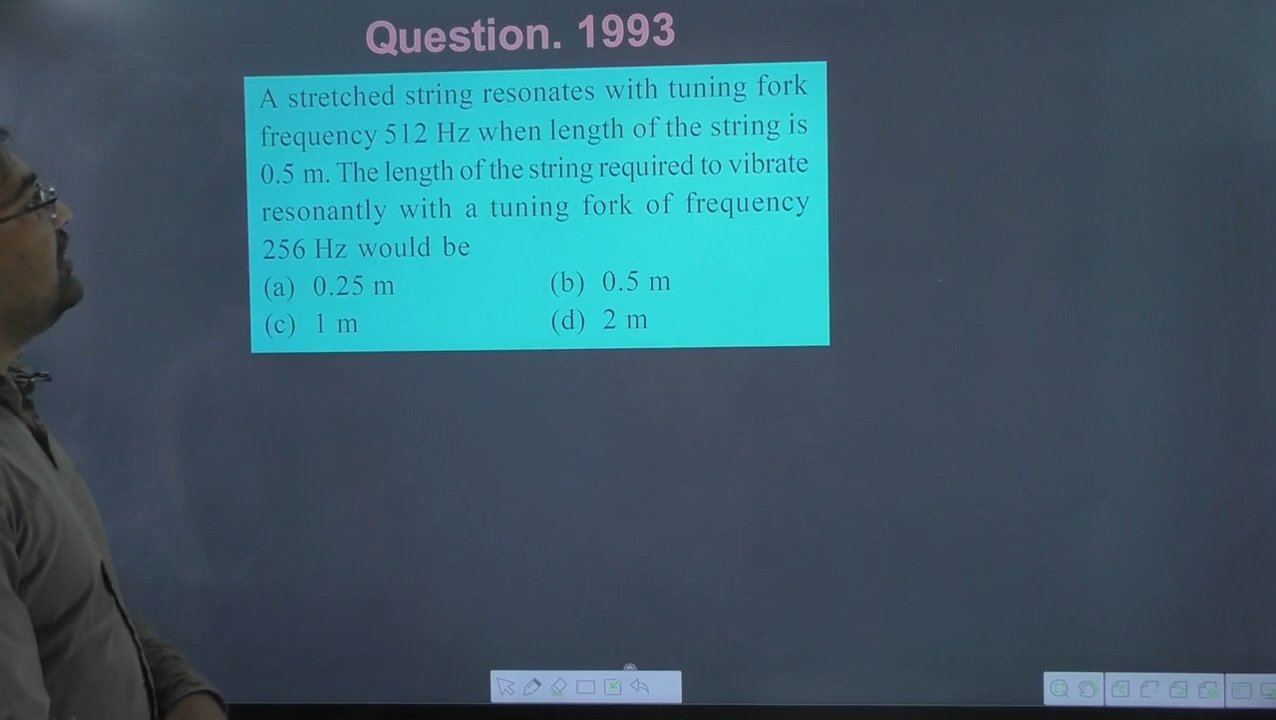 Question. 1993
A stretched string resonates with tuning fork
frequency 512 Hz when length of the string is
0.5 m. The length of the string required to vibrate
resonantly with a tuning fork of frequency
256 Hz would be
(a) 0.25 m (b) 0.5 m
(c) 1 m (d) 2 m